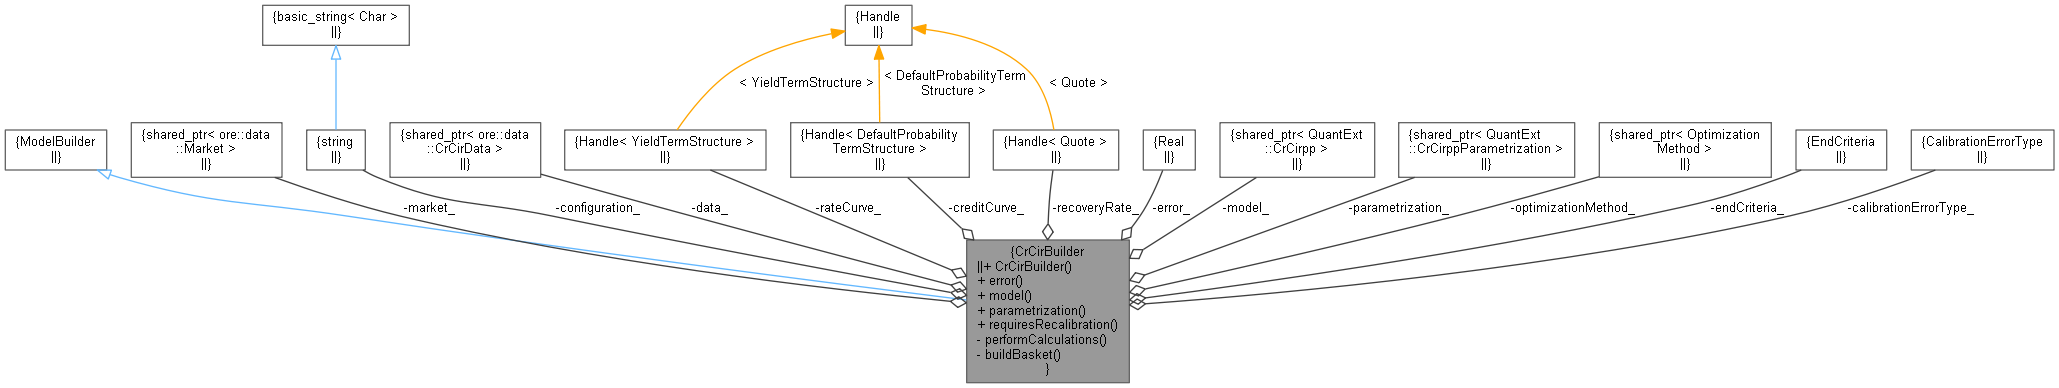 {basic_string< Char >
||}
{Handle
||}
< YieldTermStructure >
< DefaultProbabilityTerm
Structure >
< Quote >
{ModelBuilder
||}
{shared_ptr< ore::data
::Market >
||}
{string
||}
{shared_ptr< ore::data
::CrCirData >
||}
{Handle< YieldTermStructure >
||}
{Handle< DefaultProbability
TermStructure >
||}
{Handle< Quote >
||}
{Real
||}
{shared_ptr< QuantExt
::CrCirpp >
||}
{shared_ptr< QuantExt
::CrCirppParametrization >
||}
{shared_ptr< Optimization
Method >
||}
{EndCriteria
||}
{CalibrationErrorType
||}
-market_
-configuration_
-data_
-rateCurve_
-creditCurve_
-recoveryRate_
-error_
-model_
-parametrization_
-optimizationMethod_
-endCriteria_
-calibrationErrorType_
{CrCirBuilder
||+ CrCirBuilder()
+ error()
+ model()
+ parametrization()
+ requiresRecalibration()
- performCalculations()
- buildBasket()
}